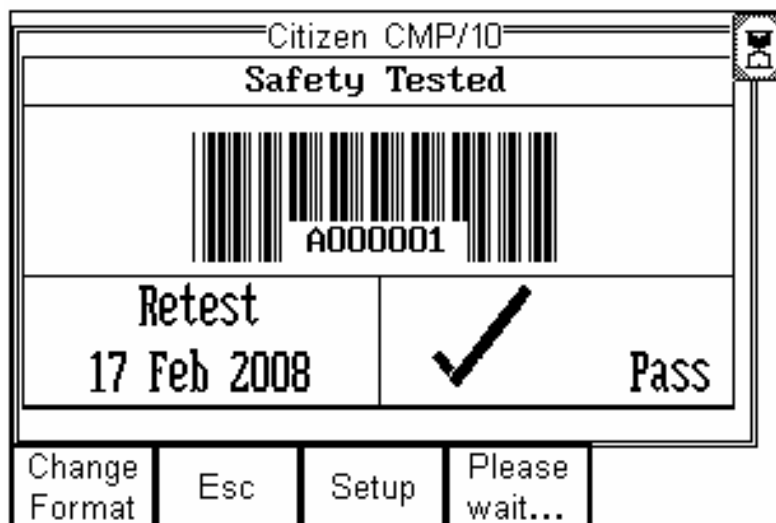 Citizen CMP/10
Safety Tested
A000001
Retest
17 Feb 2008
Pass
Change
Format
Esc
Setup
Please
wait...